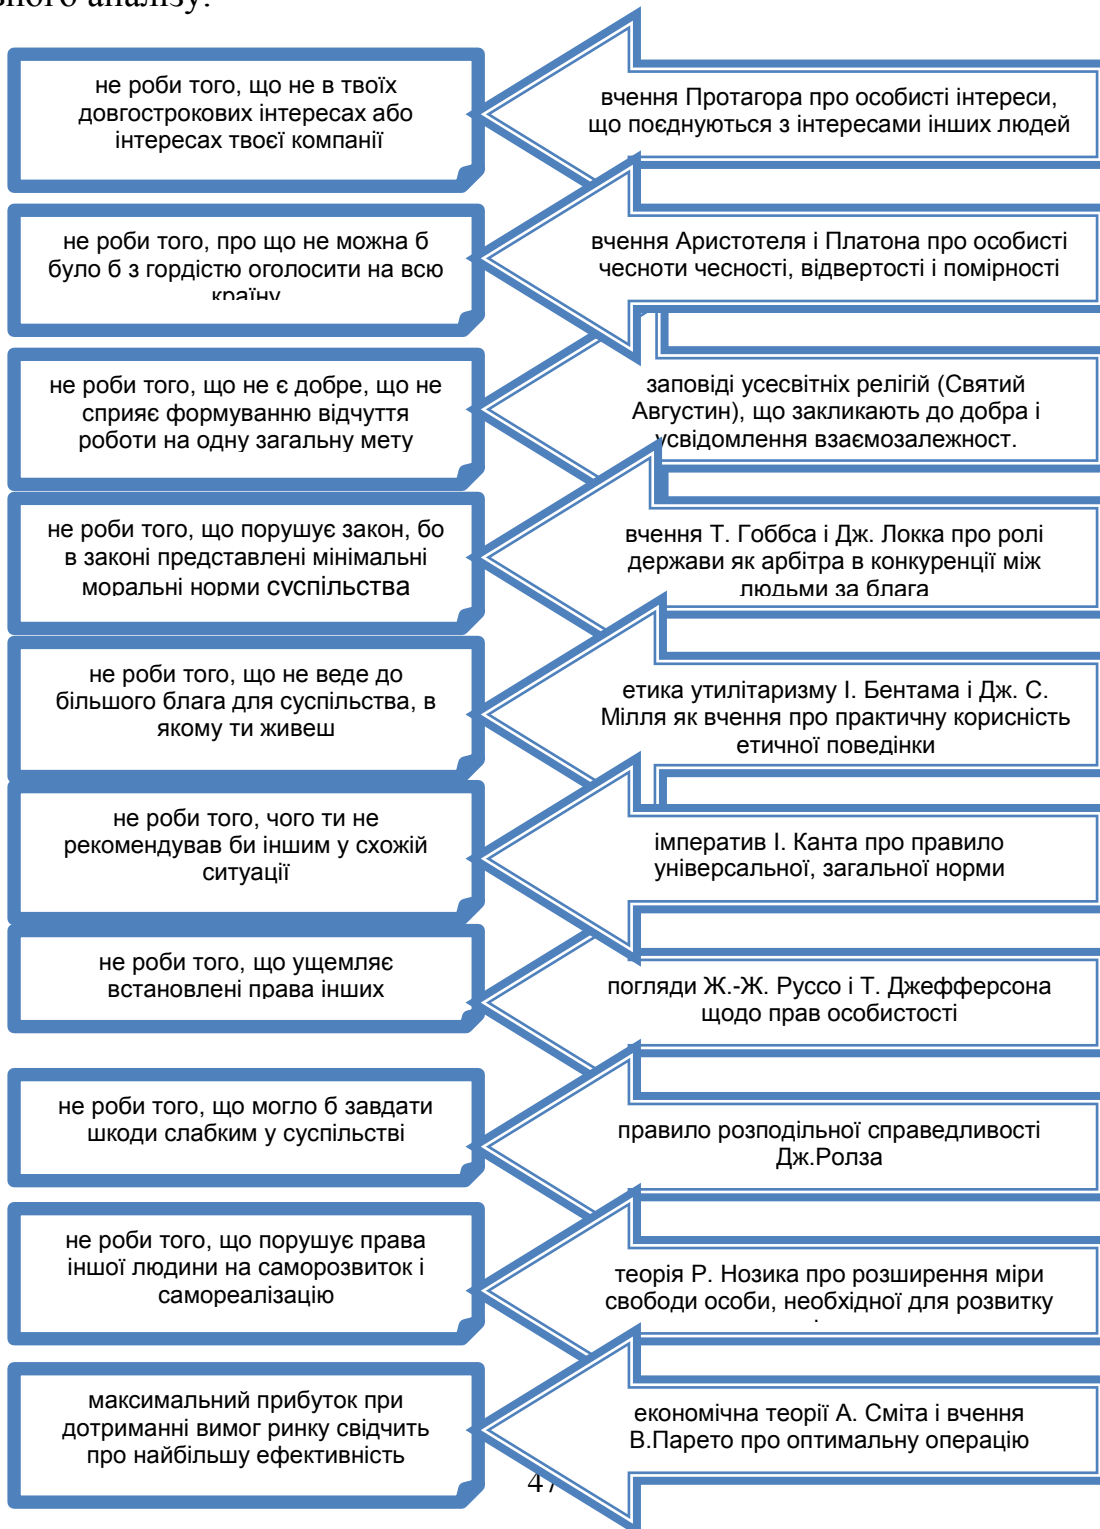 ного аналізу:
не роби того, що не в твоїх
довгострокових інтересах або
інтересах твоєї компанії
вчення Протагора про особисті інтереси,
що поєднуються з інтересами інших людей
не роби того, про що не можна б
було б з гордістю оголосити на всю
країну
вчення Аристотеля і Платона про особисті
чесноти чесності, відвертості і помірності
не роби того, що не є добре, що не
сприяє формуванню відчуття
роботи на одну загальну мету
заповіді усесвітніх релігій (Святий
Августин), що закликають до добра і
усвідомлення взаємозалежност.
не роби того, що порушує закон, бо
в законі представлені мінімальні
моральні норми суспільства
вчення Т. Гоббса і Дж. Локка про ролі
держави як арбітра в конкуренції між
людьми за блага
не роби того, що не веде до
більшого блага для суспільства, в
якому ти живеш
етика утилітаризму І. Бентама і Дж. С.
Мілля як вчення про практичну корисність
етичної поведінки
не роби того, чого ти не
рекомендував би іншим у схожій
ситуації
імператив І. Канта про правило
універсальної, загальної норми
не роби того, що ущемляє
встановлені права інших
погляди Ж.-Ж. Руссо і Т. Джефферсона
щодо прав особистості
не роби того, що могло б завдати
шкоди слабким у суспільстві
правило розподільної справедливості
Дж.Ролза
не роби того, що порушує права
іншої людини на саморозвиток і
самореалізацію
теорія Р. Нозика про розширення міри
свободи особи, необхідної для розвитку
максимальний прибуток при
дотриманні вимог ринку свідчить
про найбільшу ефективність
економічна теорії А. Сміта і вчення
В.Парето про оптимальну операцію
47